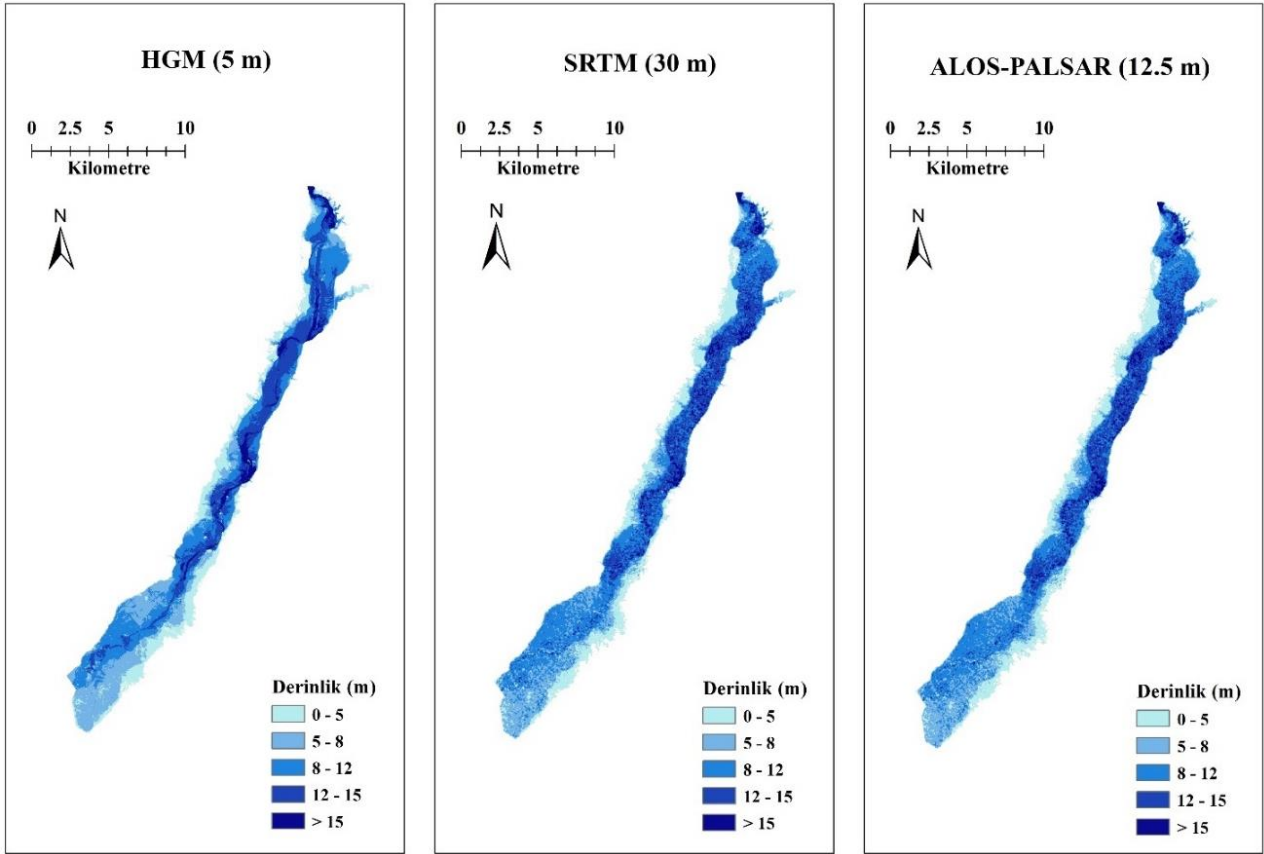 HGM (5 m)
0 2.5 5 10
Kilometre
N
Derinlik (m)
0 - 5
5 - 8
8 - 12
12 - 15
> 15
SRTM (30 m)
0 2.5 5 10
Kilometre
N
Derinlik (m)
0 - 5
5 - 8
8 - 12
12 - 15
> 15
ALOS-PALSAR (12.5 m)
0 2.5 5 10
Kilometre
N
Derinlik (m)
0 - 5
5 - 8
8 - 12
12 - 15
> 15